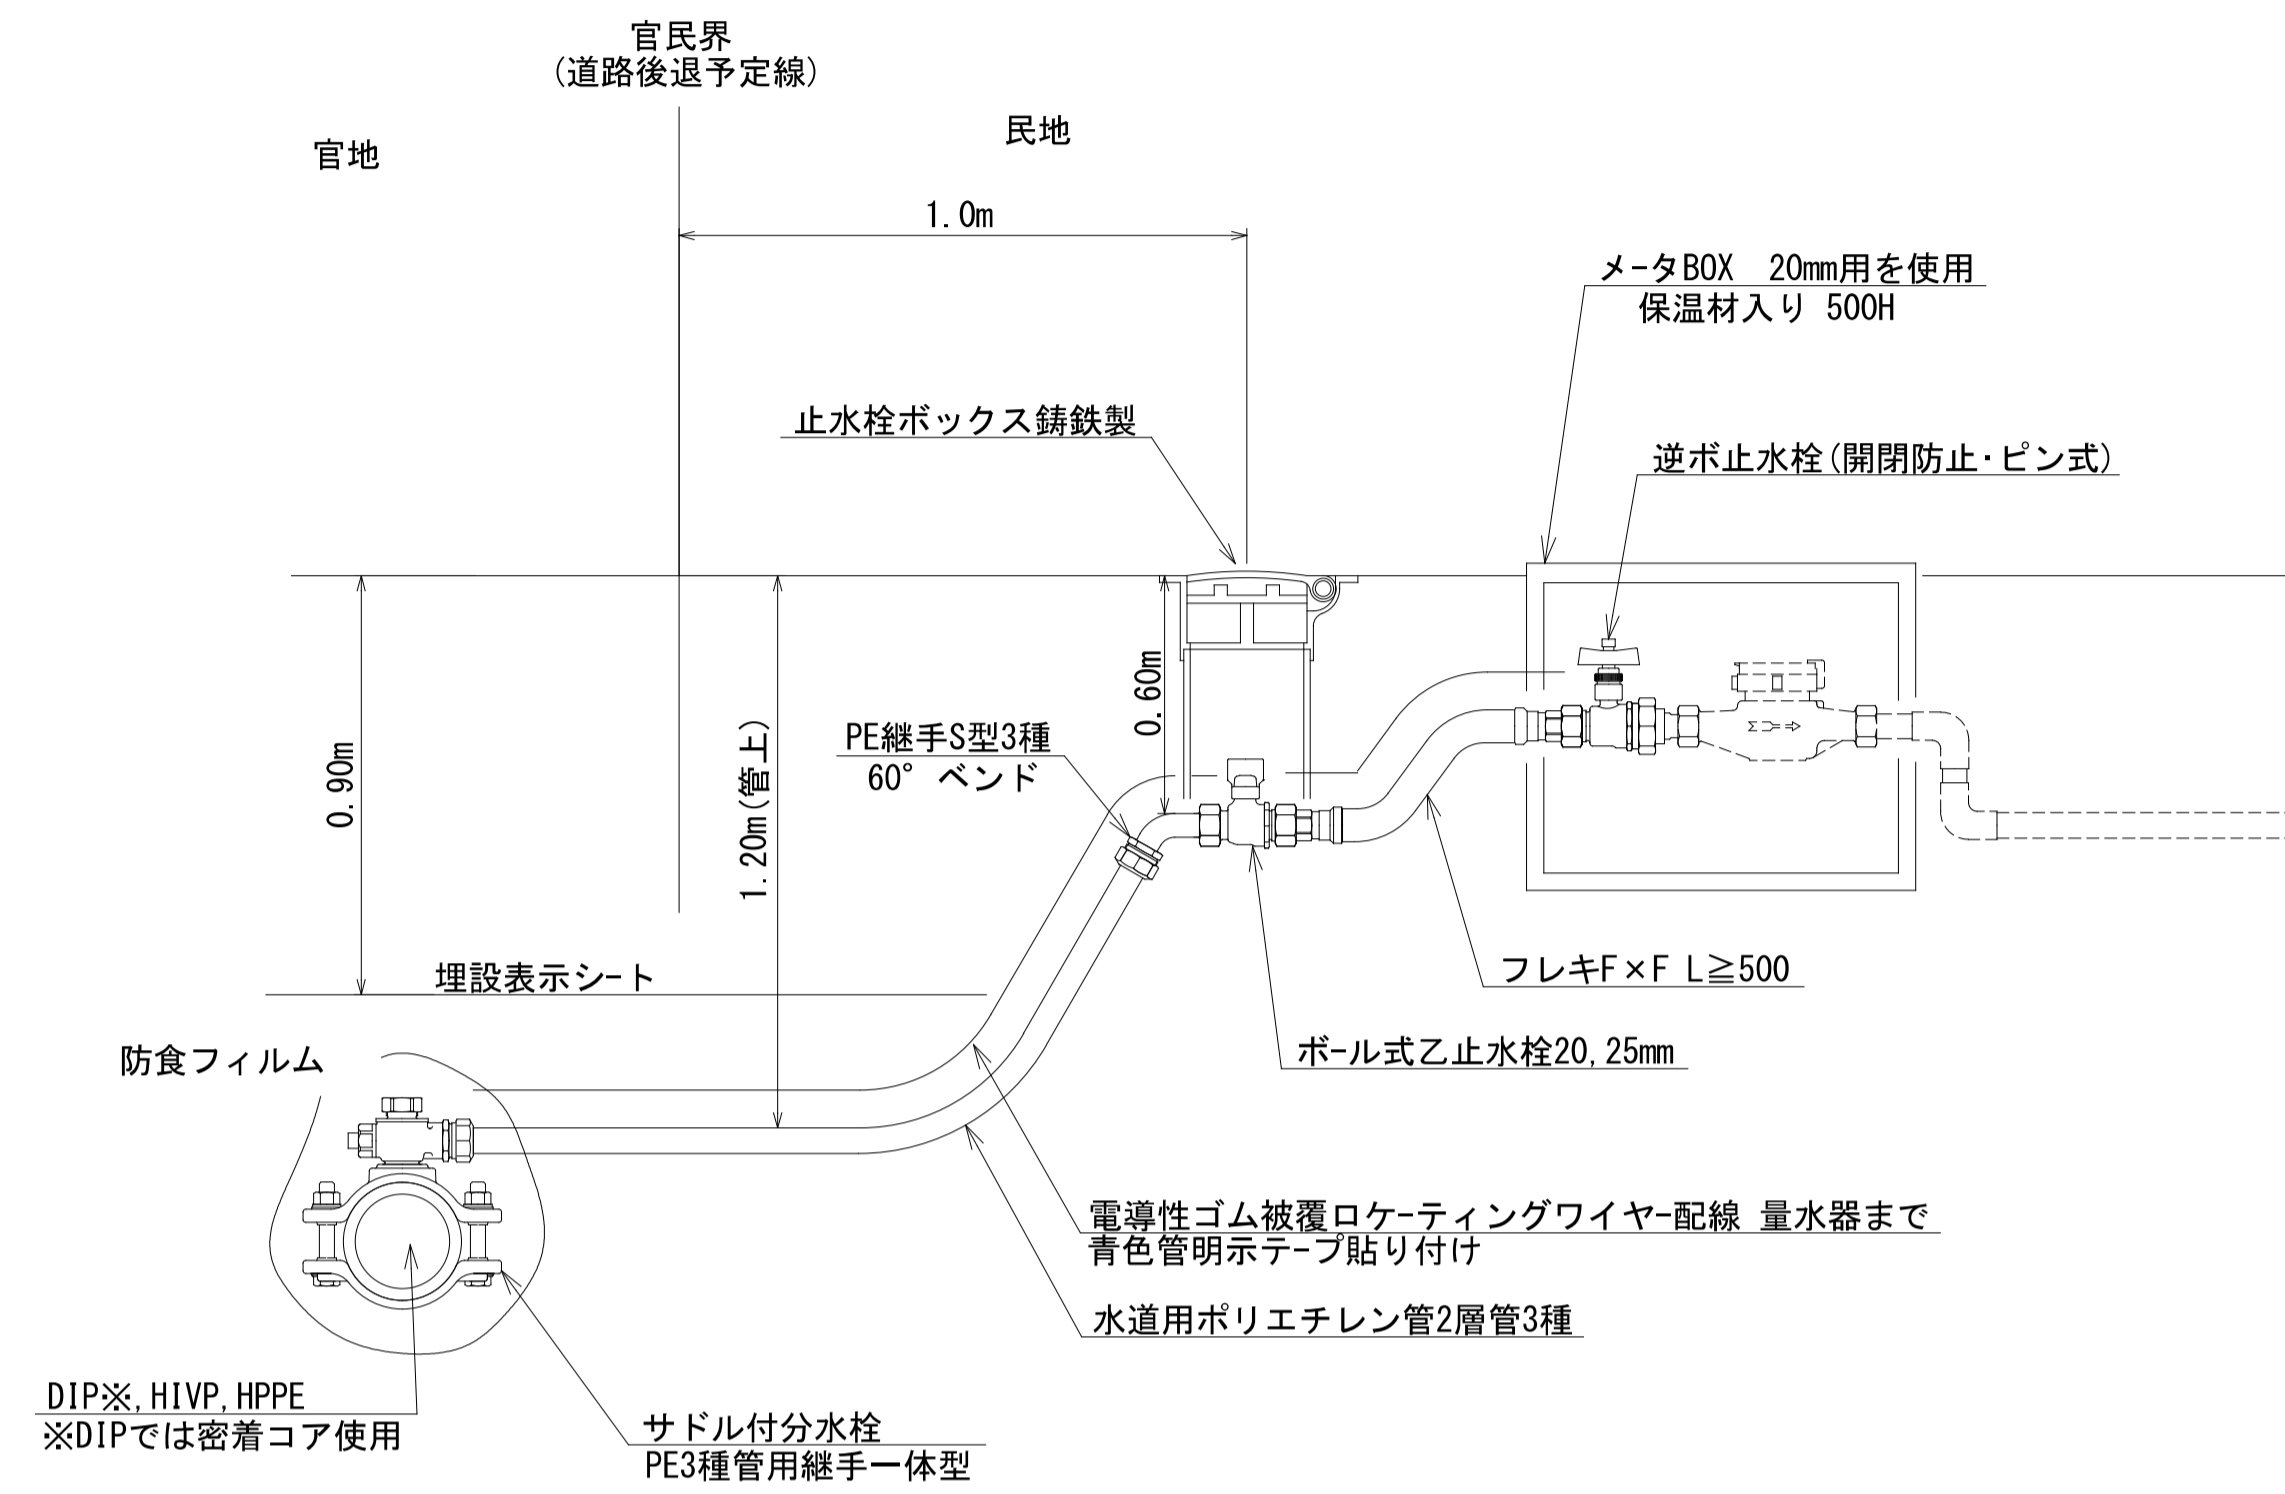 官民界
(道路後退予定線)
官地
民地
1.0m
メータBOX　20mm用を使用
保温材入り 500H
止水栓ボックス鋳鉄製
逆ボ止水栓(開閉防止・ピン式)
0.90m
1.20m(管上)
0.60m
PE継手S型3種
60°ベンド
埋設表示シート
フレキF×F L≧500
ボール式乙止水栓20,25mm
防食フィルム
電導性ゴム被覆ロケーティングワイヤー配線 量水器まで
青色管明示テープ貼り付け
水道用ポリエチレン管2層管3種
DIP※,HIVP,HPPE
※DIPでは密着コア使用
サドル付分水栓
PE3種管用継手一体型